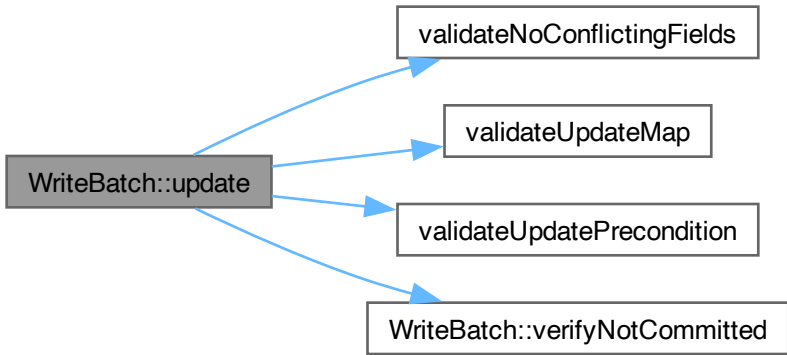 validateNoConflictingFields
validateUpdateMap
WriteBatch::update
validateUpdatePrecondition
WriteBatch::verifyNotCommitted